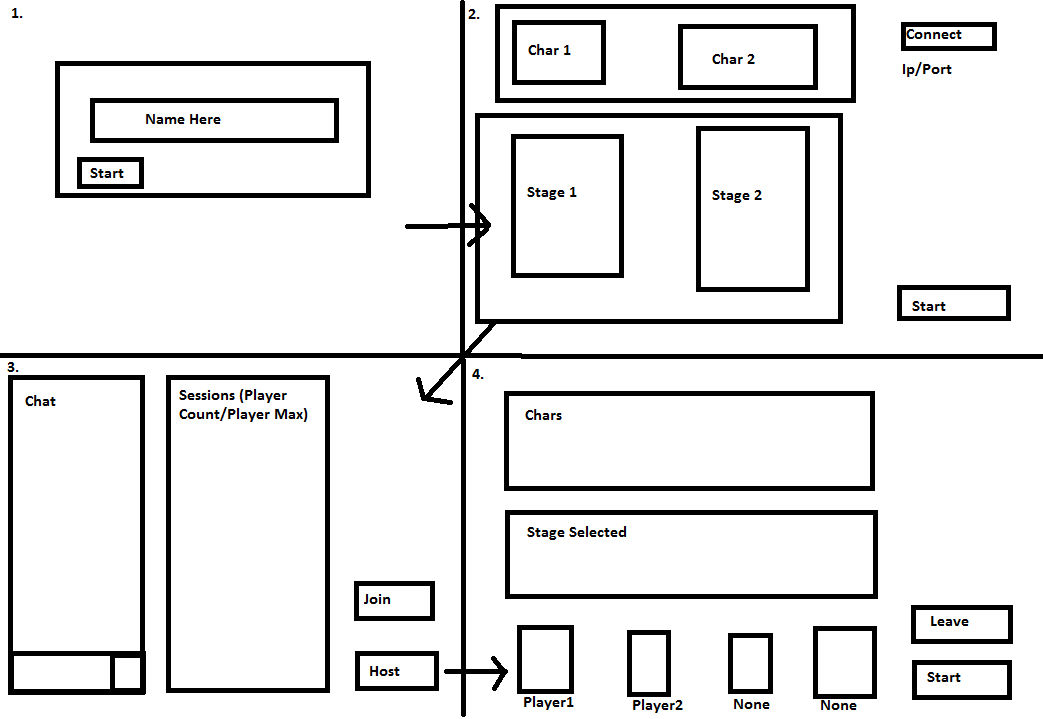 1.
Name Here
Start
2.
Char 1
Char 2
Connect
Ip/Port
Stage 1
Stage 2
Start
3.
Chat
Sessions (Player
Count/Player Max)
Join
Host
4.
Chars
Stage Selected
Player1
Player2
None
None
Leave
Start